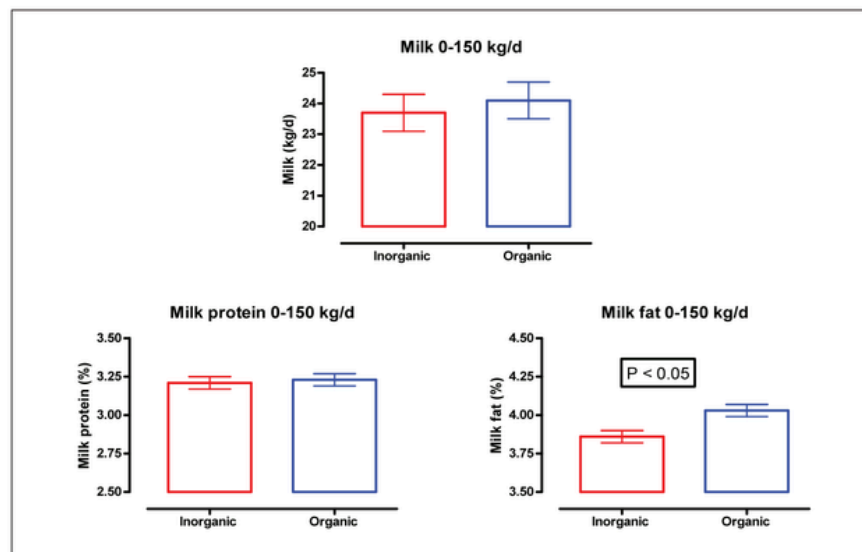 Milk 0-150 kg/d
Milk (kg/d)
25
24
23
22
21
20
Inorganic
Organic
Milk protein 0-150 kg/d
Milk protein (%)
3.50
3.25
3.00
2.75
2.50
Inorganic
Organic
Milk fat 0-150 kg/d
Milk fat (%)
4.50
4.25
4.00
3.75
3.50
P < 0.05
Inorganic
Organic